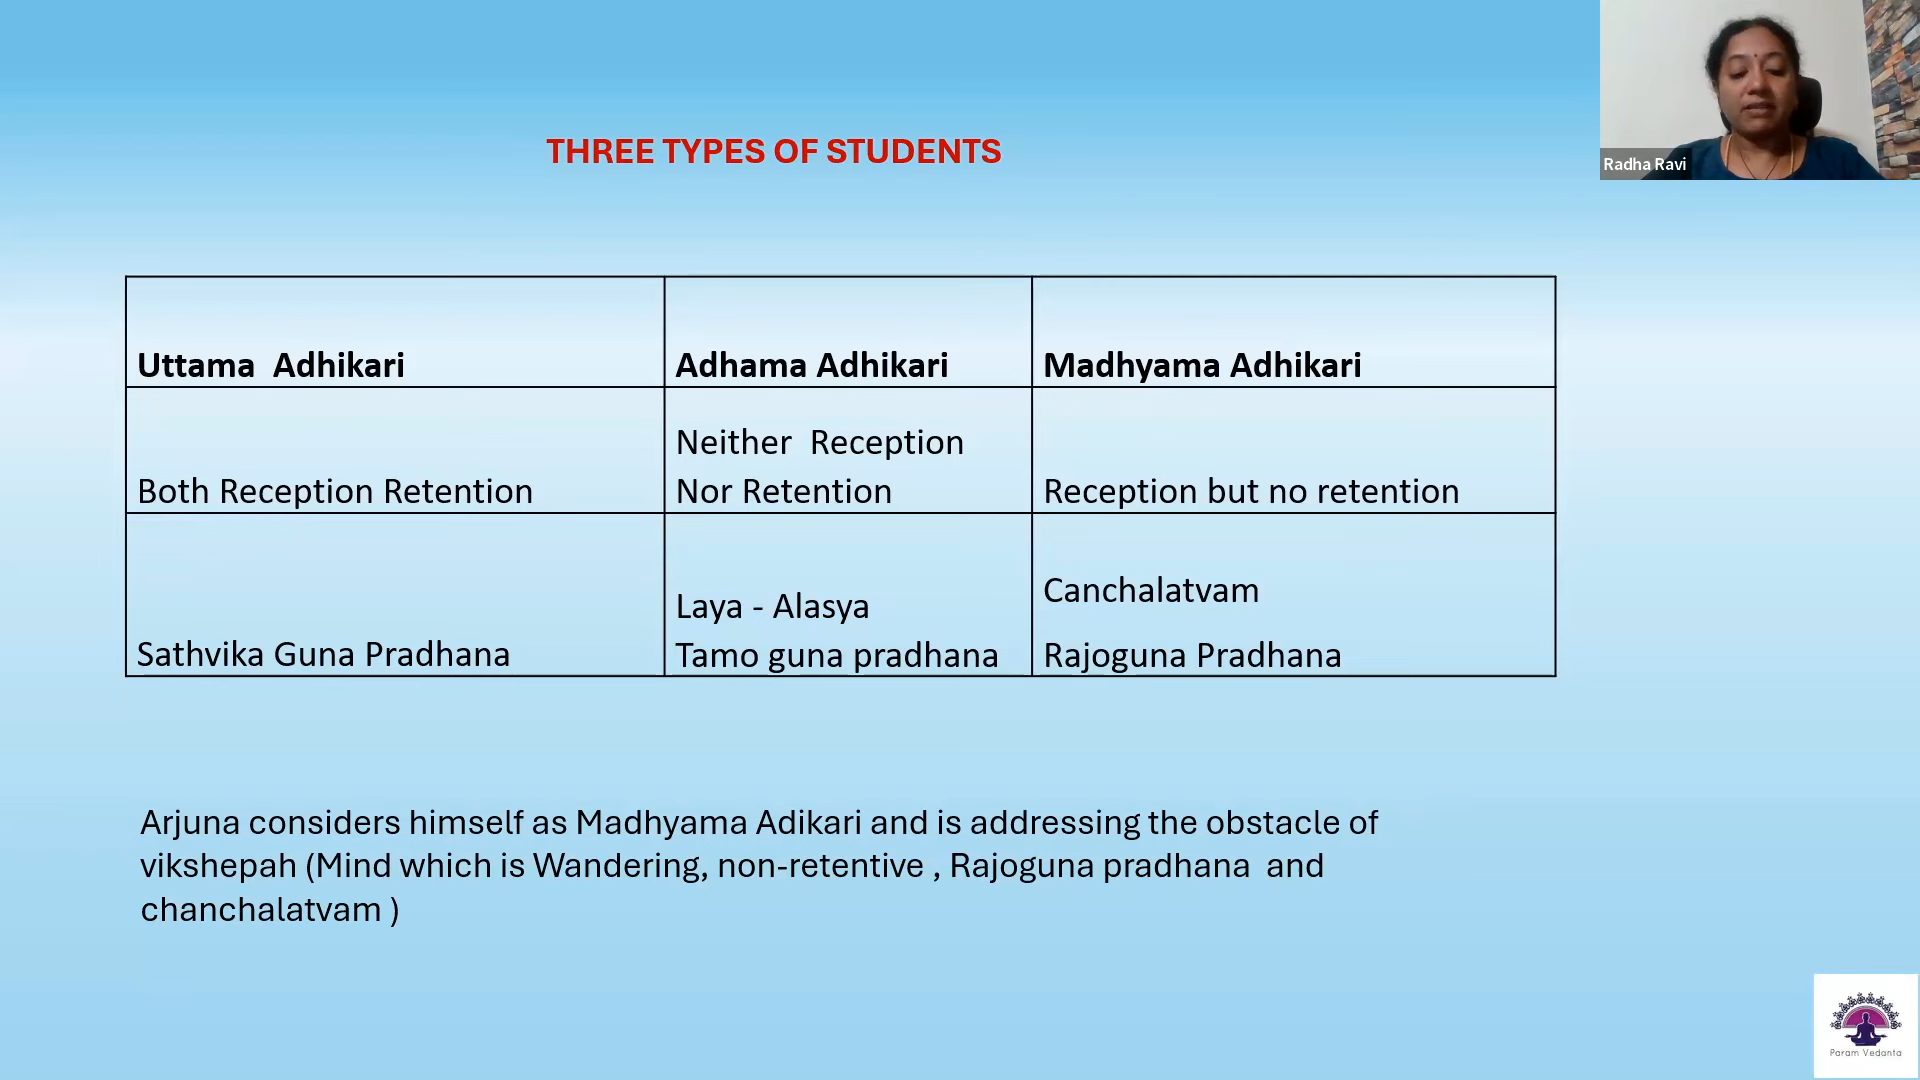 Radha Ravi
THREE TYPES OF STUDENTS
Uttama  Adhikari
Adhama Adhikari
Madhyama Adhikari
Both Reception Retention
Neither  Reception
Nor Retention
Reception but no retention
Sathvika Guna Pradhana
Laya - Alasya
Tamo guna pradhana
Canchalatvam
Rajoguna Pradhana
Arjuna considers himself as Madhyama Adikari and is addressing the obstacle of
vikshepah (Mind which is Wandering, non-retentive , Rajoguna pradhana  and
chanchalatvam )
Param Vedanta